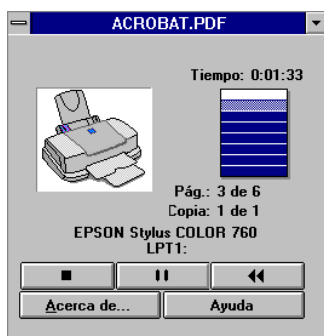 ACROBAT.PDF
Tiempo: 0:01:33
Pág.: 3 de 6
Copia: 1 de 1
EPSON Stylus COLOR 760
LPT1:
Acerca de...
Ayuda